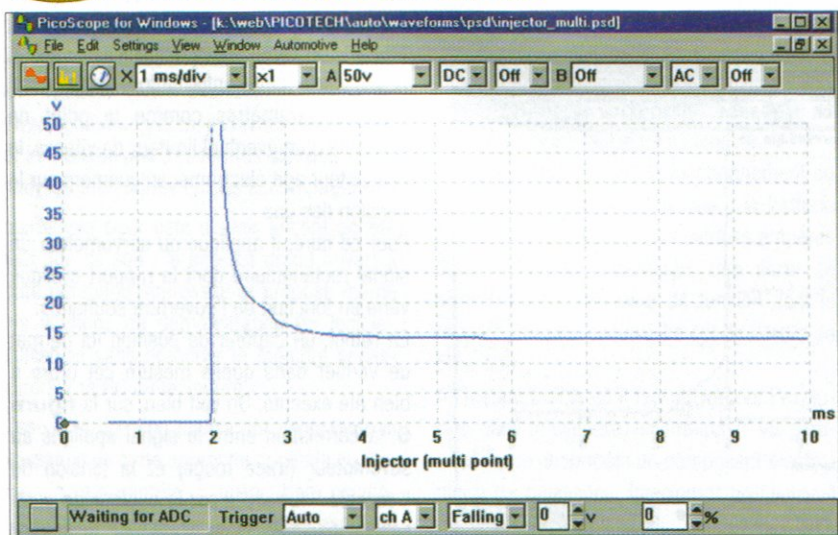 PicoScope for Windows - [k:\web\PICOTECH\auto\waveforms\psd\injector_multi.psd]
File Edit Settings View Window Automotive Help
X 1 ms/div x1 A 50v DC Off B Off AC Off
v
50
45
40
35
30
25
20
15
10
5
0
0 1 2 3 4 5 6 7 8 9 10
ms
Injector (multi point)
Waiting for ADC Trigger Auto ch A Falling 0 v 0 %